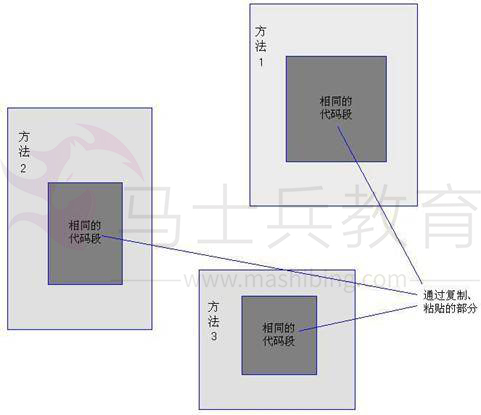 方
法
1
相同的
代码段
方
法
2
相同的
代码段
马士兵教育
www.mashibing.com
方
法
3
相同的
代码段
通过复制、
粘贴的部分